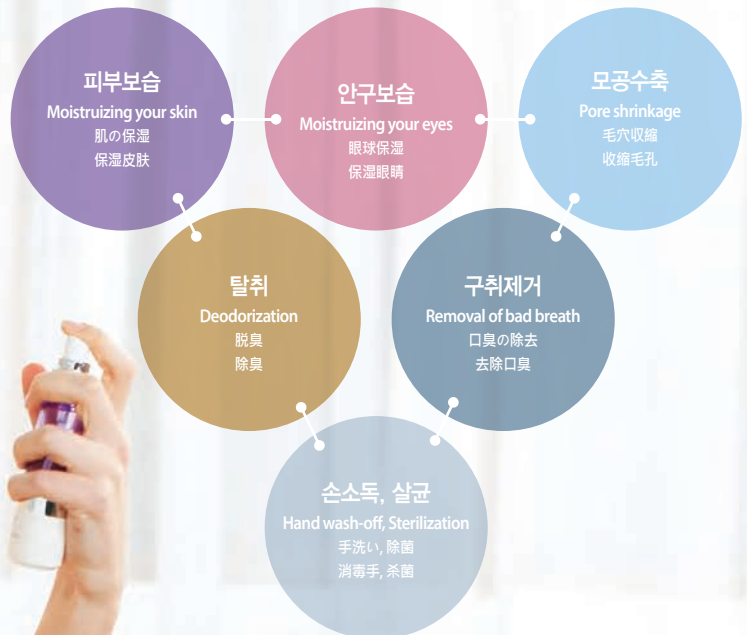 피부보습
Moistruizing your skin
肌の保湿
保湿皮肤
안구보습
Moistruizing your eyes
眼球保湿
保湿眼睛
모공수축
Pore shrinkage
毛穴収縮
收缩毛孔
탈취
Deodorization
脱臭
除臭
구취제거
Removal of bad breath
口臭の除去
去除口臭
손소독, 살균
Hand wash-off, Sterilization
手洗い, 除菌
消毒手, 杀菌